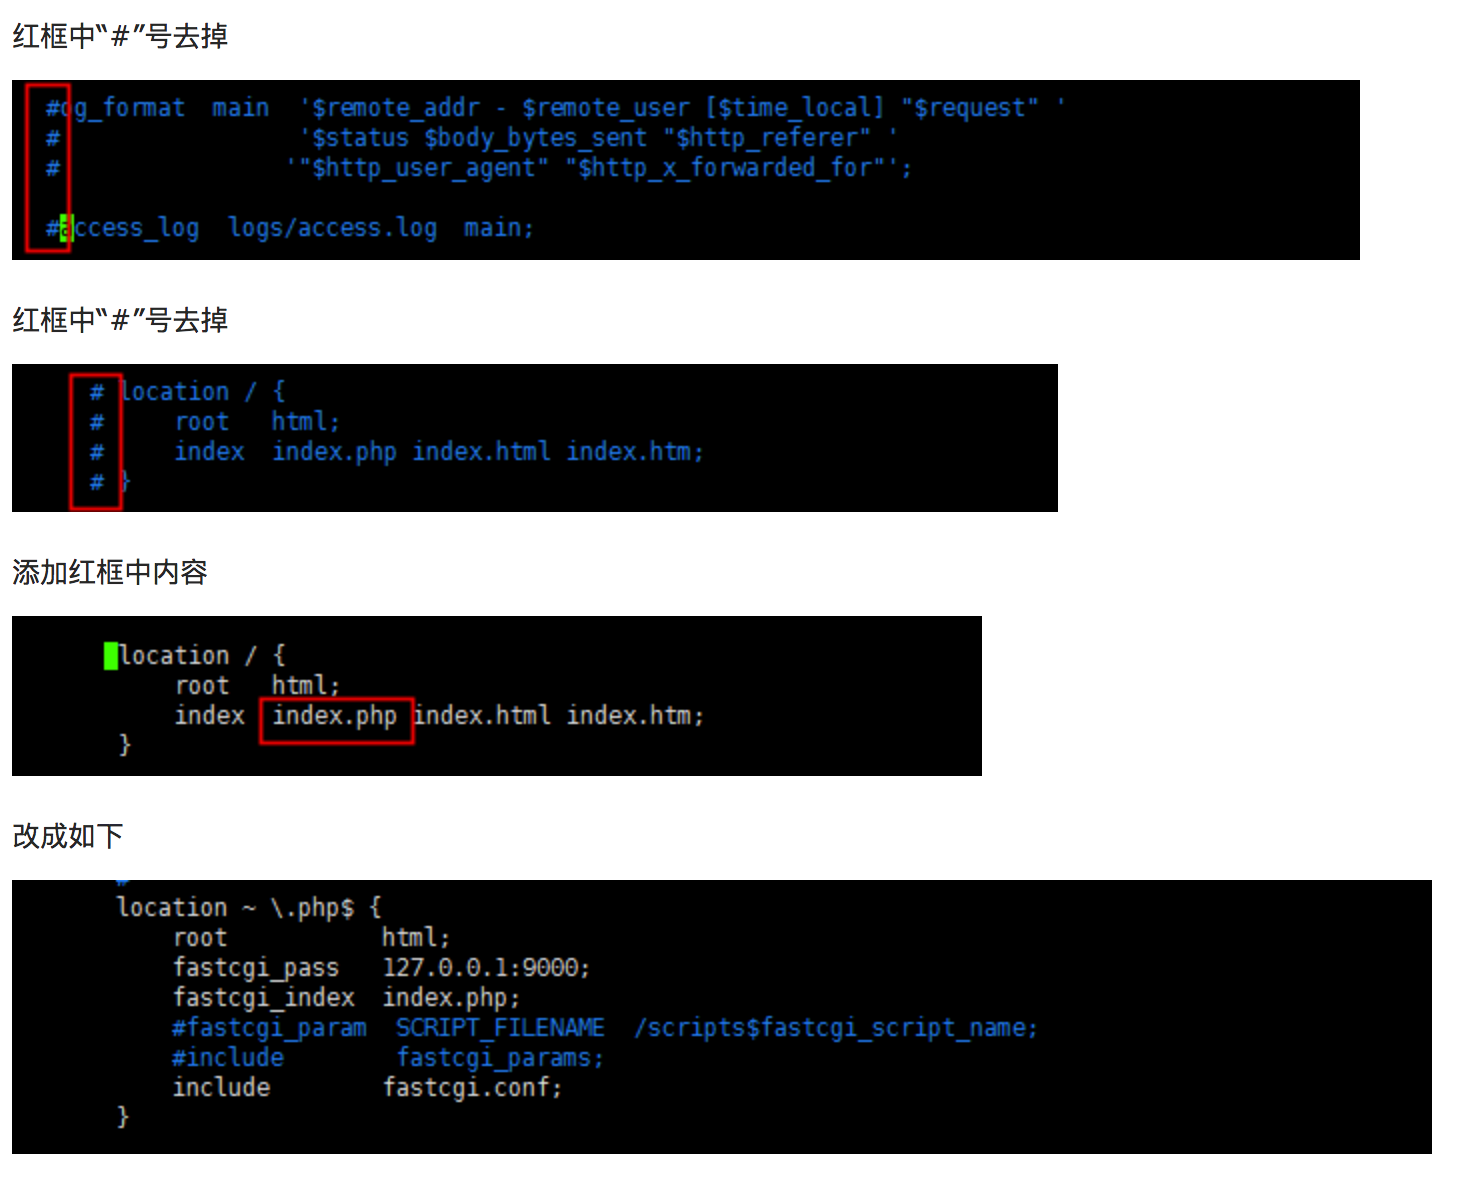 红框中“#”号去掉
#og_format  main  '$remote_addr - $remote_user [$time_local] "$request" '
#                 '$status $body_bytes_sent "$http_referer" '
#                '"$http_user_agent" "$http_x_forwarded_for"';
#access_log  logs/access.log  main;
红框中“#”号去掉
# location / {
#     root   html;
#     index  index.php index.html index.htm;
# }
添加红框中内容
location / {
    root   html;
    index  index.php index.html index.htm;
}
改成如下
#
location ~ \.php$ {
    root           html;
    fastcgi_pass   127.0.0.1:9000;
    fastcgi_index  index.php;
    #fastcgi_param  SCRIPT_FILENAME  /scripts$fastcgi_script_name;
    #include        fastcgi_params;
    include        fastcgi.conf;
}